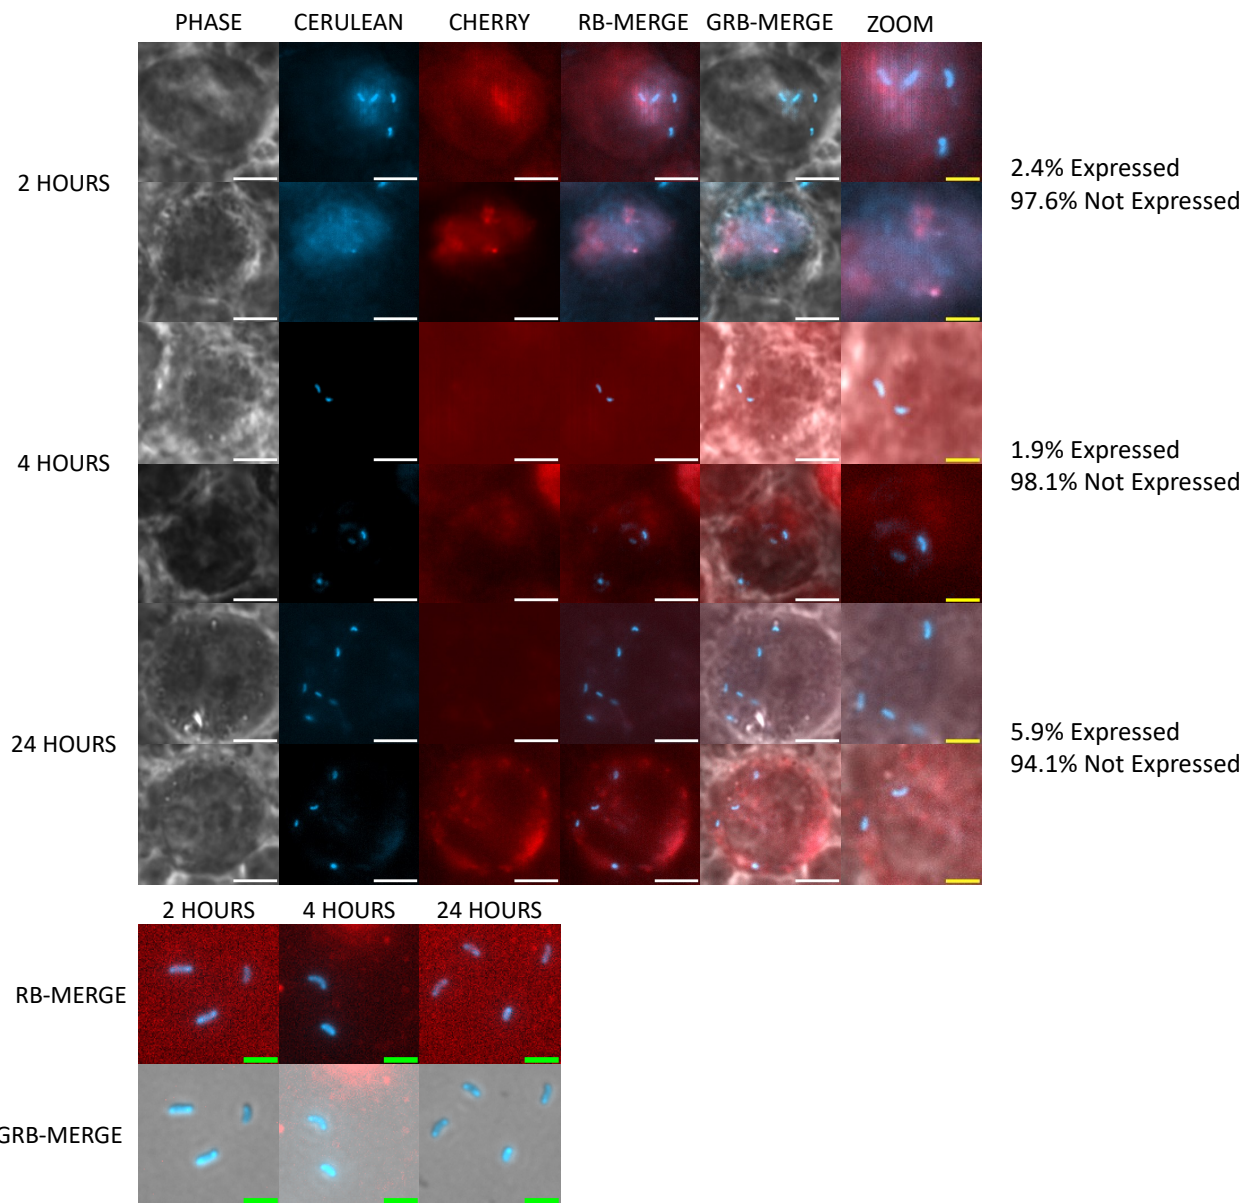 PHASE CERULEAN CHERRY RB-MERGE GRB-MERGE ZOOM
2 HOURS
2.4% Expressed
97.6% Not Expressed
4 HOURS
1.9% Expressed
98.1% Not Expressed
24 HOURS
5.9% Expressed
94.1% Not Expressed
2 HOURS 4 HOURS 24 HOURS
RB-MERGE
GRB-MERGE